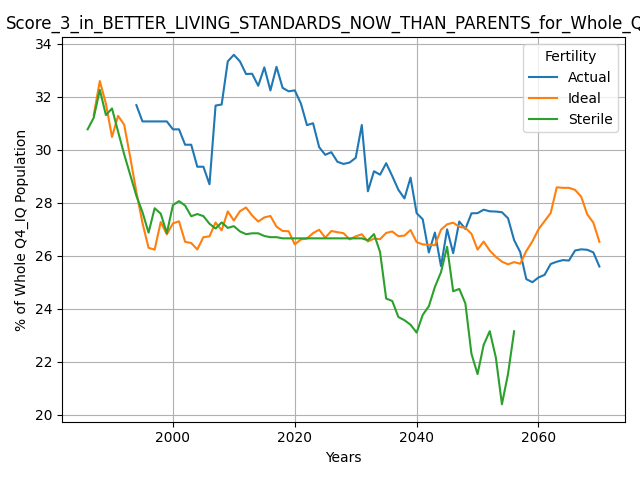 Score_3_in_BETTER_LIVING_STANDARDS_NOW_THAN_PARENTS_for_Whole_Q
34
32
30
28
26
24
22
20
% of Whole Q4_IQ Population
Fertility
Actual
Ideal
Sterile
2000
2020
2040
2060
Years